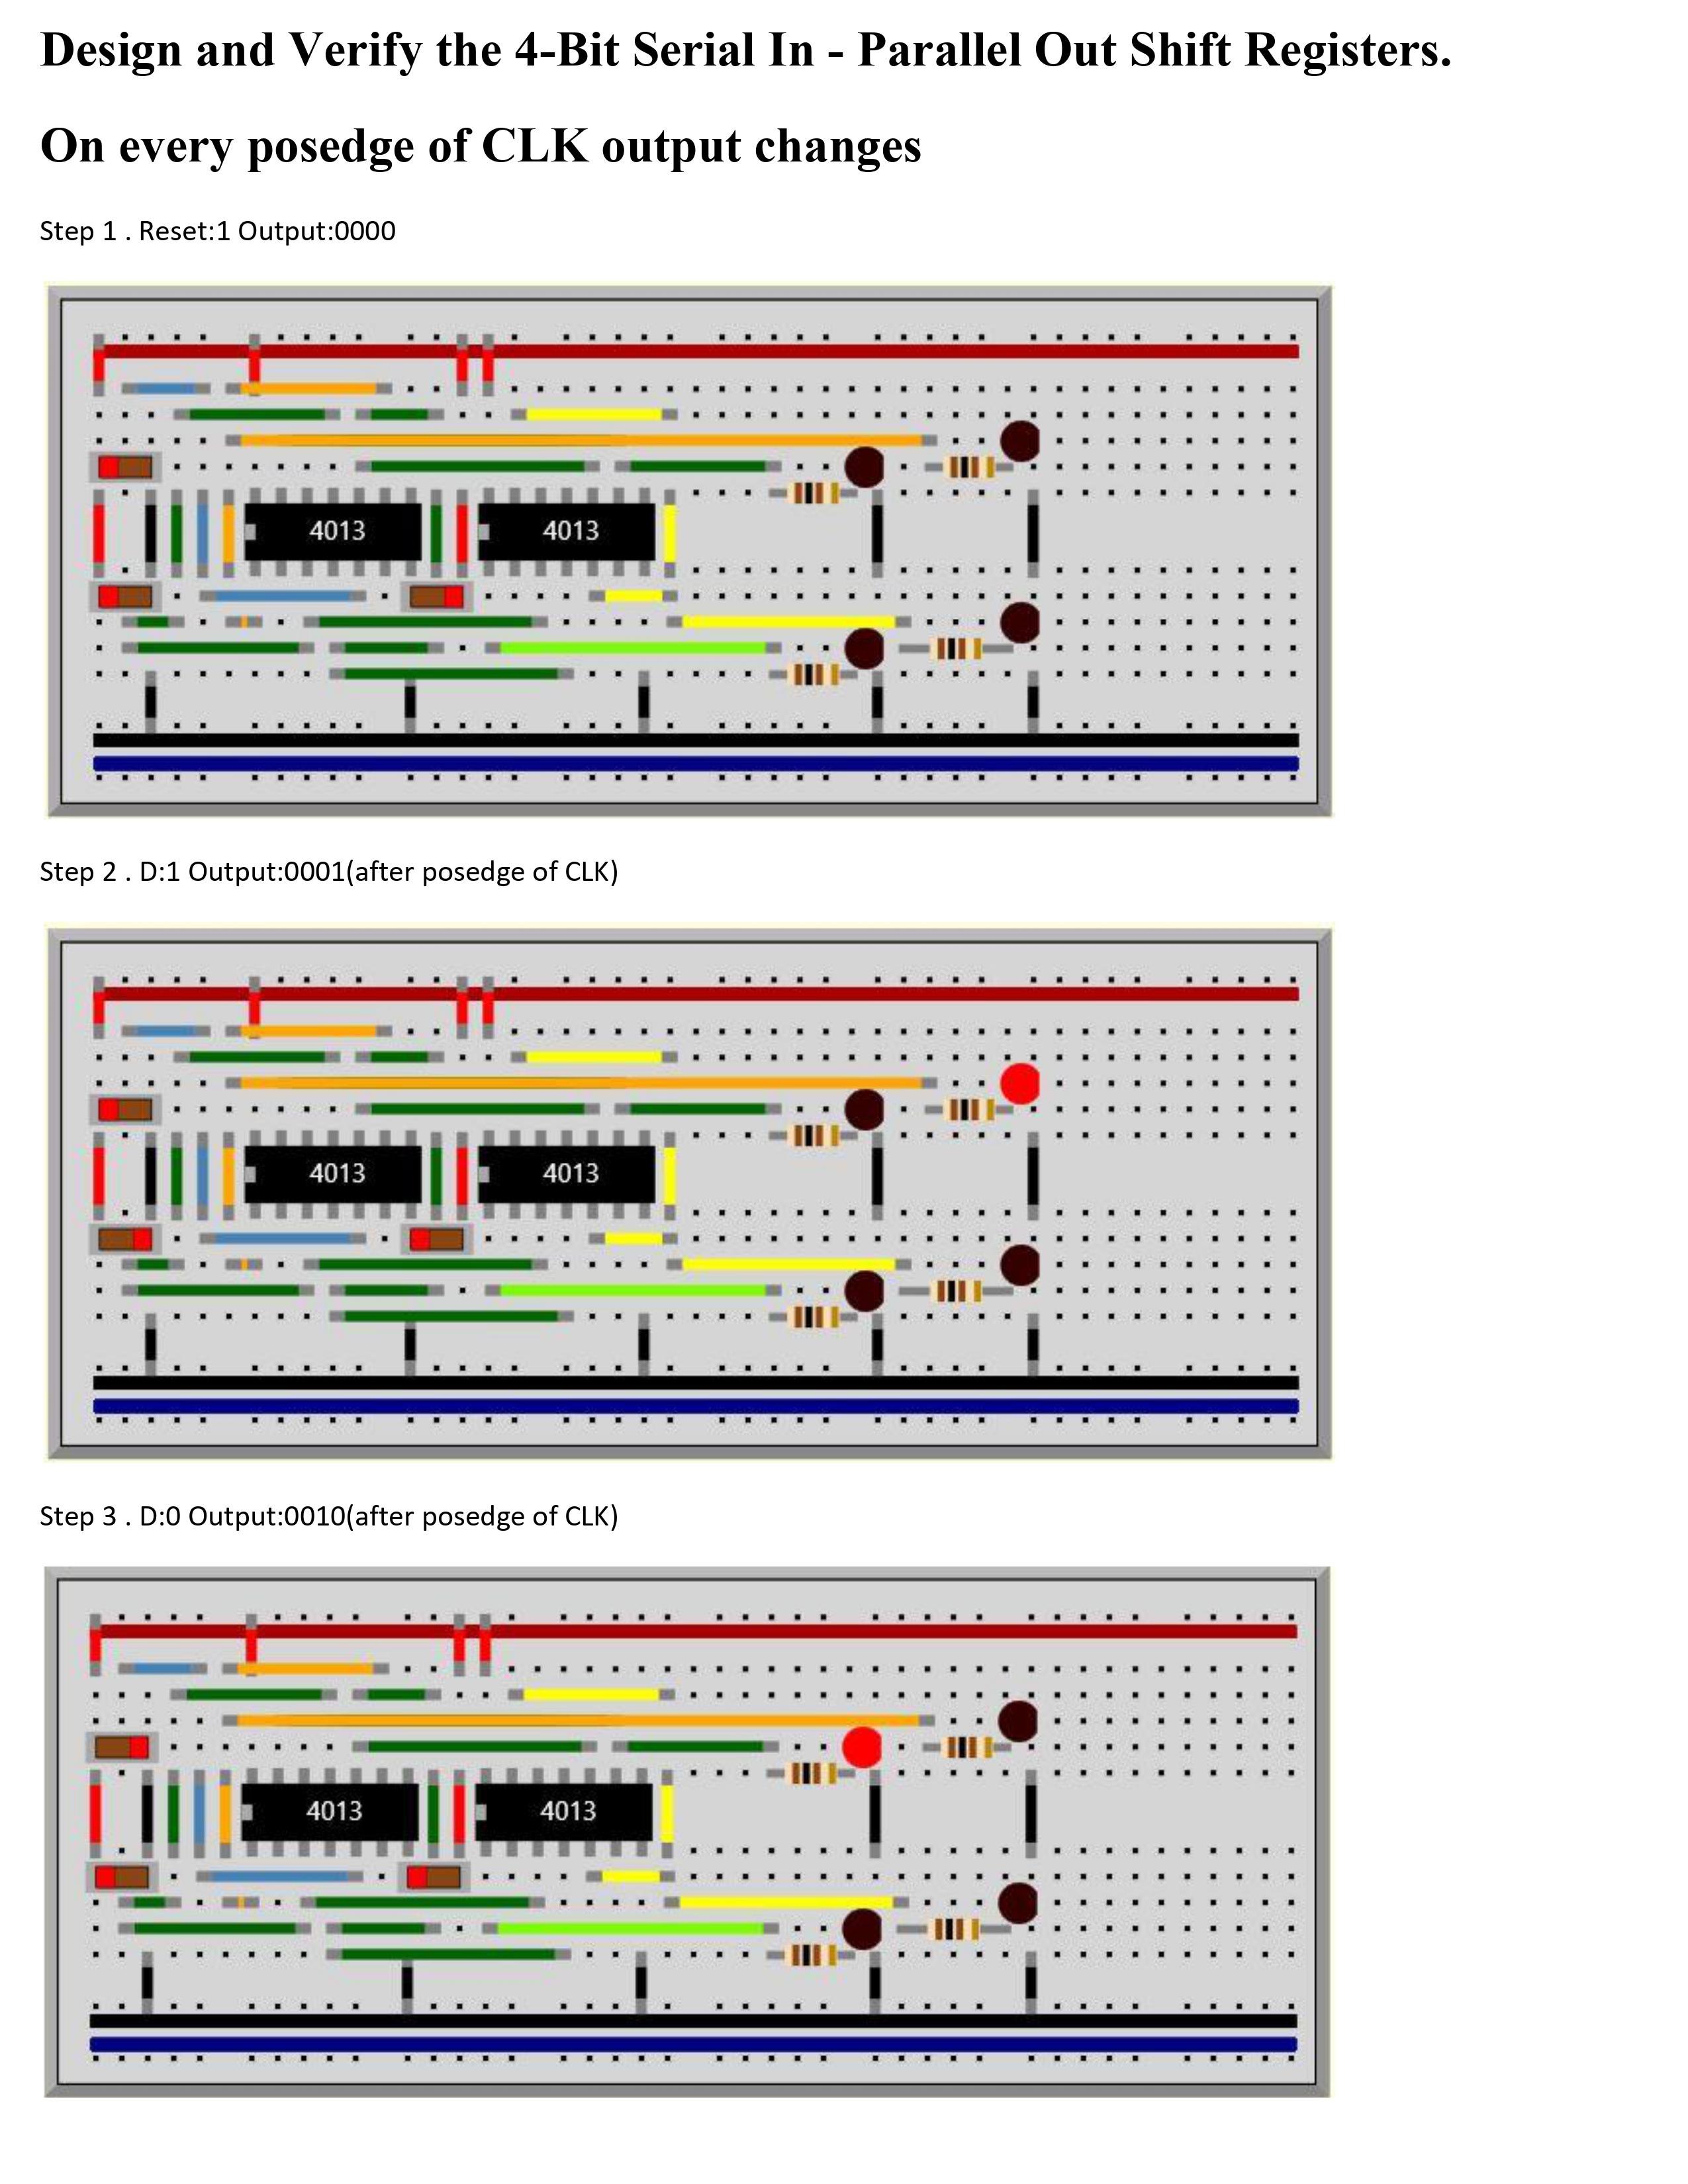 Design and Verify the 4-Bit Serial In - Parallel Out Shift Registers.
On every posedge of CLK output changes
Step 1 . Reset:1 Output:0000
4013 4013
Step 2 . D:1 Output:0001(after posedge of CLK)
4013 4013
Step 3 . D:0 Output:0010(after posedge of CLK)
4013 4013